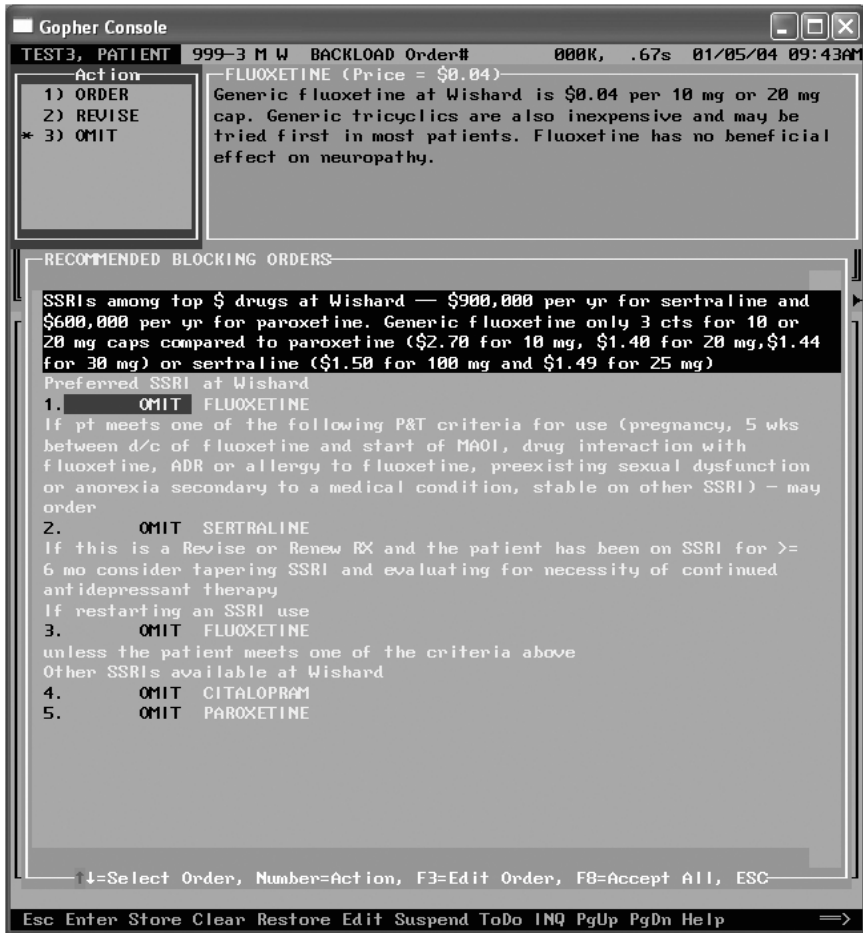 Gopher Console
TEST3, PATIENT 999-3 M W BACKLOAD Order# 000K, .67s 01/05/04 09:43AM
Action
1) ORDER
2) REVISE
* 3) OMIT
FLUOXETINE (Price = $0.04)
Generic fluoxetine at Wishard is $0.04 per 10 mg or 20 mg
cap. Generic tricyclics are also inexpensive and may be
tried first in most patients. Fluoxetine has no beneficial
effect on neuropathy.
RECOMMENDED BLOCKING ORDERS
SSRIs among top $ drugs at Wishard — $900,000 per yr for sertraline and
$600,000 per yr for paroxetine. Generic fluoxetine only 3 cts for 10 or
20 mg caps compared to paroxetine ($2.70 for 10 mg, $1.40 for 20 mg,$1.44
for 30 mg) or sertraline ($1.50 for 100 mg and $1.49 for 25 mg)
Preferred SSRI at Wishard
1. OMIT FLUOXETINE
If pt meets one of the following P&T criteria for use (pregnancy, 5 wks
between d/c of fluoxetine and start of MAOI, drug interaction with
fluoxetine, ADR or allergy to fluoxetine, preexisting sexual dysfunction
or anorexia secondary to a medical condition, stable on other SSRI) – may
order
2. OMIT SERTRALINE
If this is a Revise or Renew RX and the patient has been on SSRI for >=
6 mo consider tapering SSRI and evaluating for necessity of continued
antidepressant therapy
If restarting an SSRI use
3. OMIT FLUOXETINE
unless the patient meets one of the criteria above
Other SSRIs available at Wishard
4. OMIT CITALOPRAM
5. OMIT PAROXETINE
↑↓=Select Order, Number=Action, F3=Edit Order, F8=Accept All, ESC
Esc Enter Store Clear Restore Edit Suspend ToDo INQ PgUp PgDn Help ==>